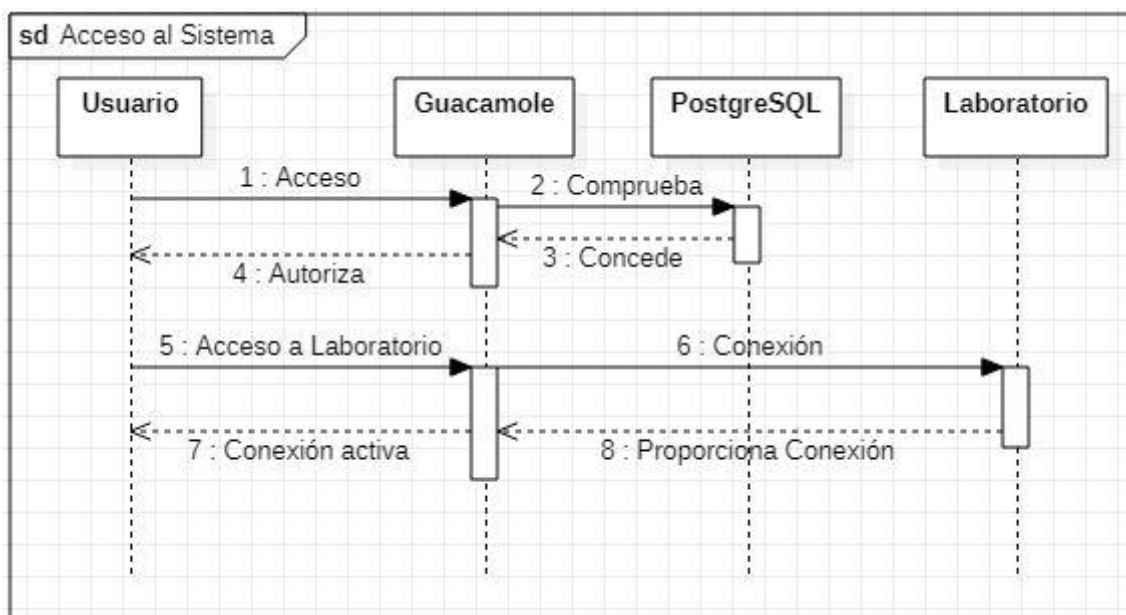 sd Acceso al Sistema
Usuario
Guacamole
PostgreSQL
Laboratorio
1 : Acceso
2 : Comprueba
3 : Concede
4 : Autoriza
5 : Acceso a Laboratorio
6 : Conexión
7 : Conexión activa
8 : Proporciona Conexión